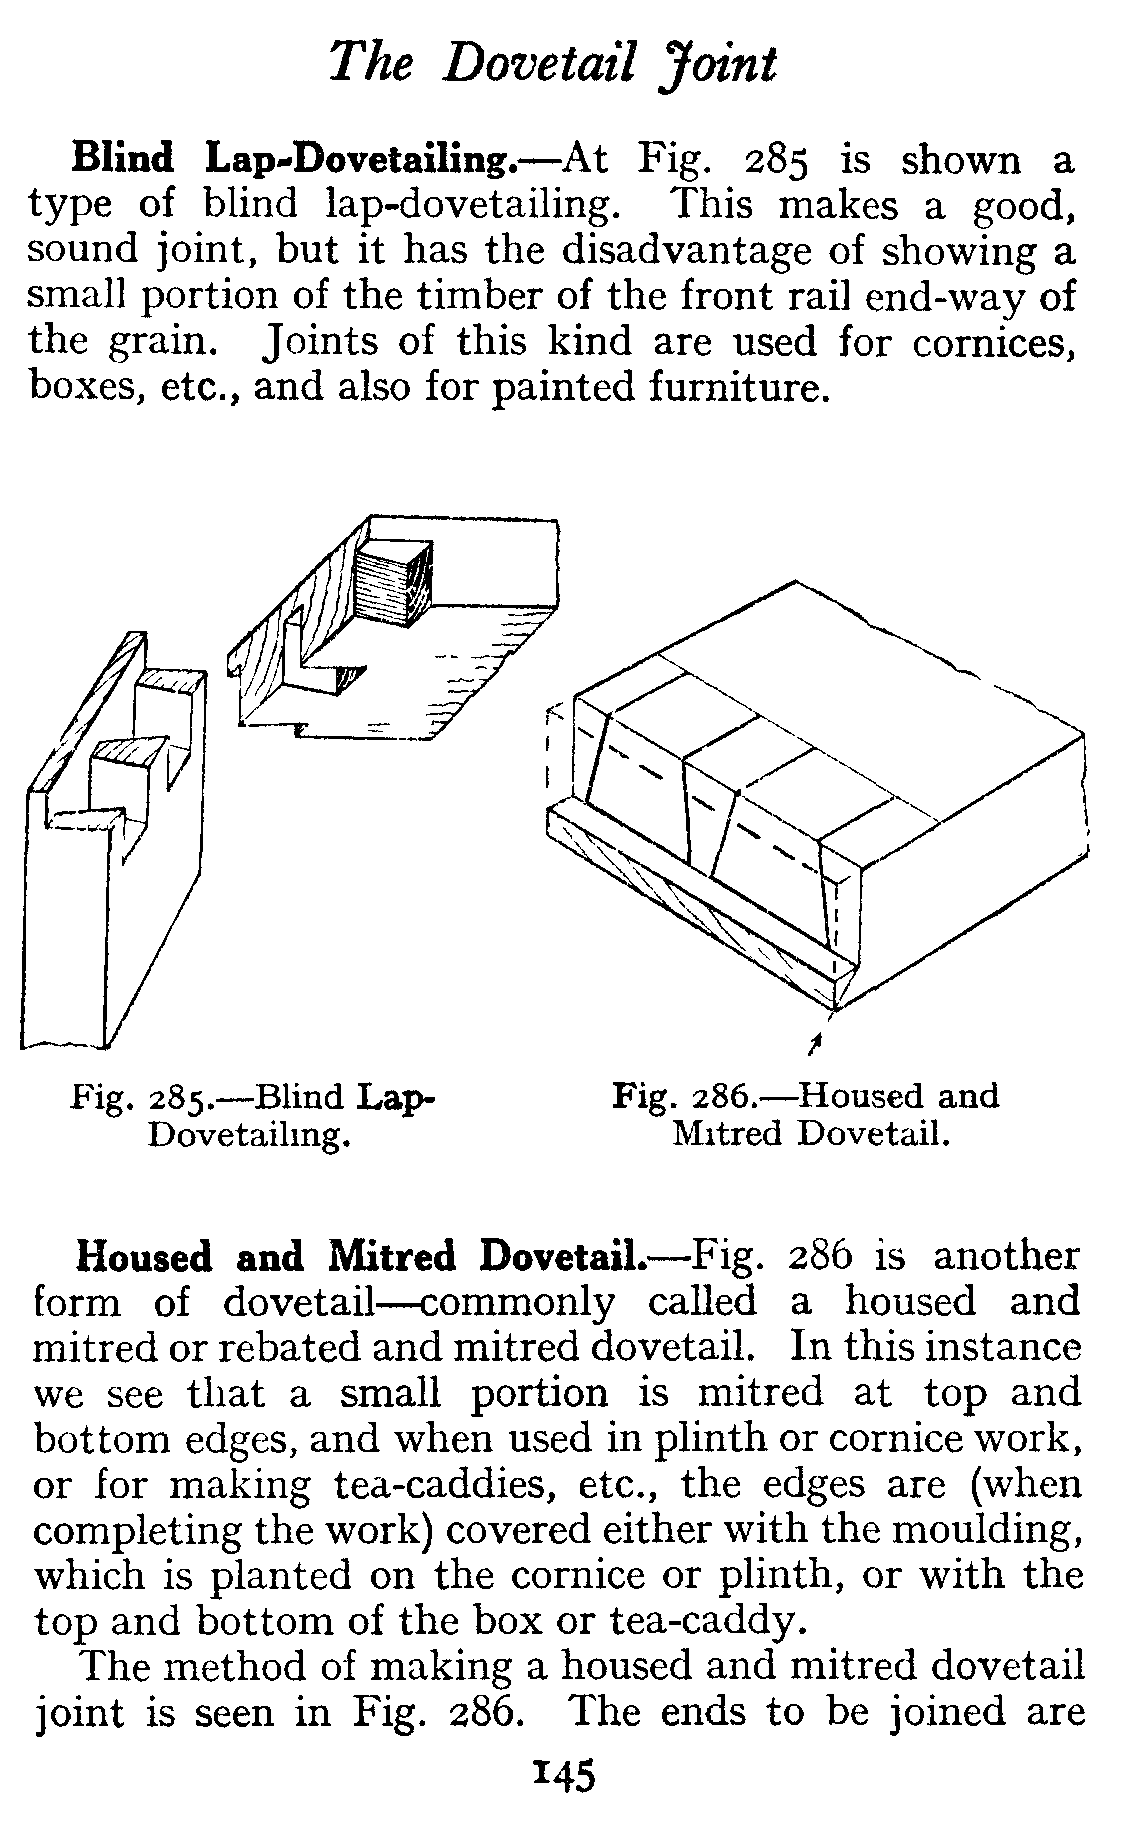 The Dovetail Joint
Blind Lap-Dovetailing.—At Fig. 285 is shown a
type of blind lap-dovetailing. This makes a good,
sound joint, but it has the disadvantage of showing a
small portion of the timber of the front rail end-way of
the grain. Joints of this kind are used for cornices,
boxes, etc., and also for painted furniture.
Fig. 285.—Blind Lap-
Dovetailing.
Fig. 286.—Housed and
Mitred Dovetail.
Housed and Mitred Dovetail.—Fig. 286 is another
form of dovetail—commonly called a housed and
mitred or rebated and mitred dovetail. In this instance
we see that a small portion is mitred at top and
bottom edges, and when used in plinth or cornice work,
or for making tea-caddies, etc., the edges are (when
completing the work) covered either with the moulding,
which is planted on the cornice or plinth, or with the
top and bottom of the box or tea-caddy.
The method of making a housed and mitred dovetail
joint is seen in Fig. 286. The ends to be joined are
145